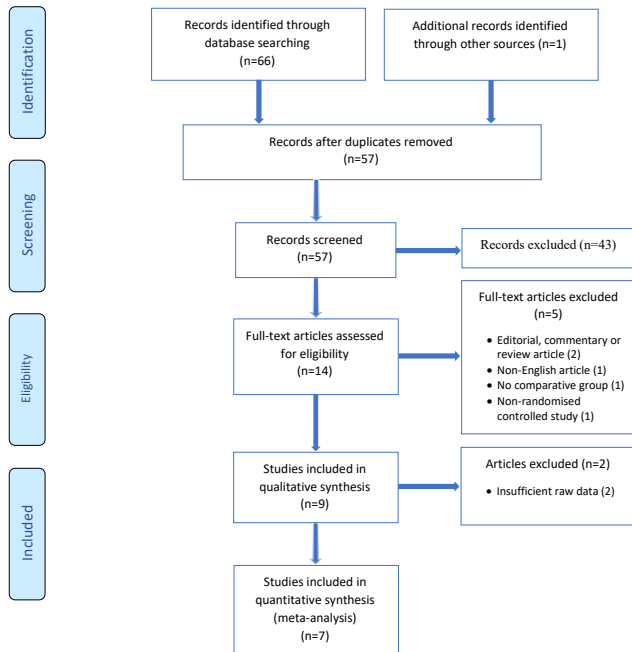 Identification
Records identified through
database searching
(n=66)
Additional records identified
through other sources (n=1)
Records after duplicates removed
(n=57)
Screening
Records screened
(n=57)
Records excluded (n=43)
Eligibility
Full-text articles assessed
for eligibility
(n=14)
Full-text articles excluded
(n=5)
• Editorial, commentary or
review article (2)
• Non-English article (1)
• No comparative group (1)
• Non-randomised
controlled study (1)
Included
Studies included in
qualitative synthesis
(n=9)
Articles excluded (n=2)
• Insufficient raw data (2)
Studies included in
quantitative synthesis
(meta-analysis)
(n=7)